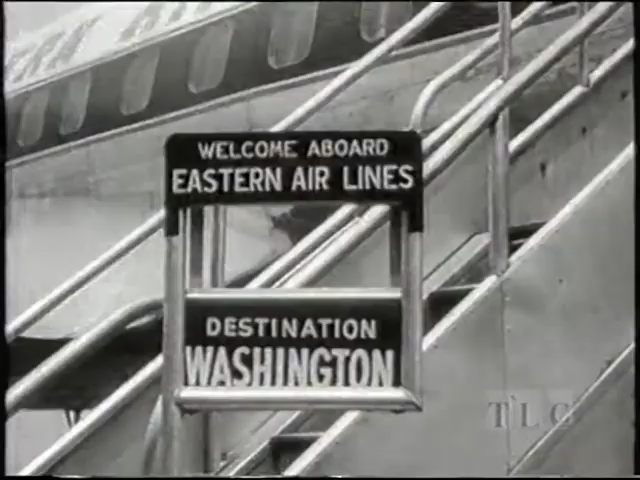 WELCOME ABOARD
EASTERN AIR LINES
DESTINATION
WASHINGTON
TLC